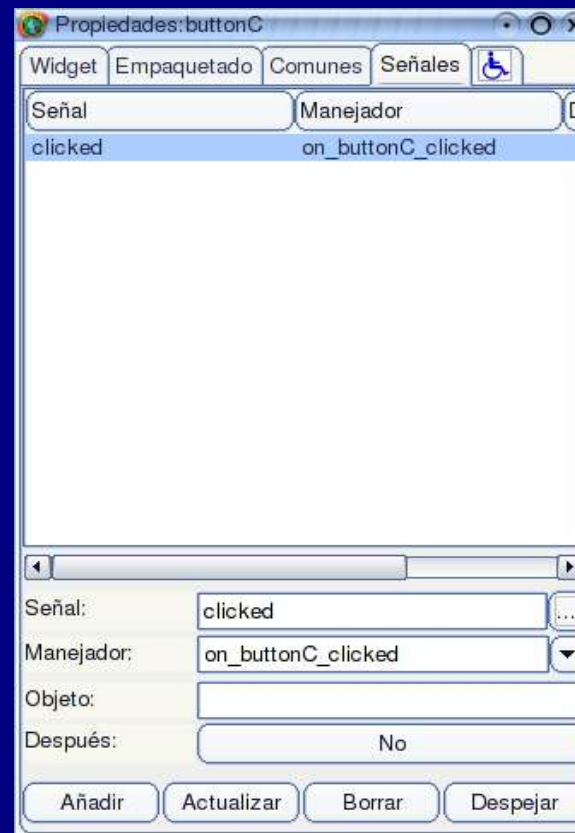 Propiedades:buttonC
Widget Empaquetado Comunes Señales
Señal Manejador
clicked on_buttonC_clicked
Señal: clicked ...
Manejador: on_buttonC_clicked
Objeto:
Después: No
Añadir Actualizar Borrar Despejar